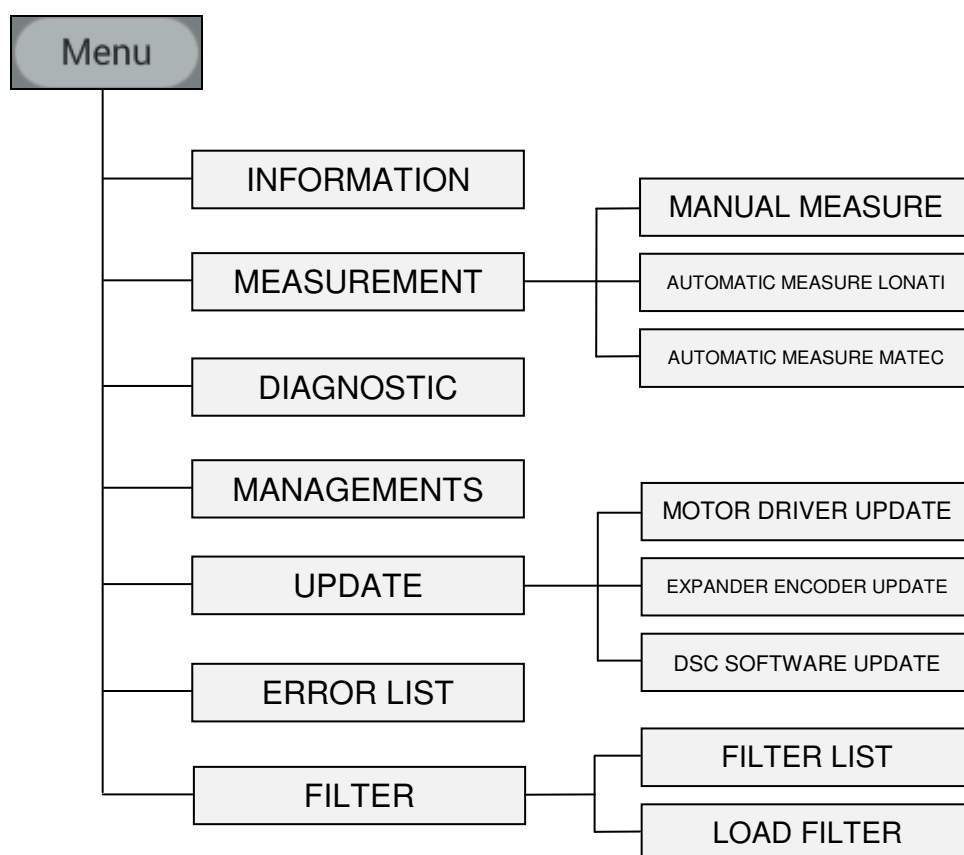 Menu
INFORMATION
MEASUREMENT
MANUAL MEASURE
AUTOMATIC MEASURE LONATI
AUTOMATIC MEASURE MATEC
DIAGNOSTIC
MANAGEMENTS
UPDATE
MOTOR DRIVER UPDATE
EXPANDER ENCODER UPDATE
DSC SOFTWARE UPDATE
ERROR LIST
FILTER
FILTER LIST
LOAD FILTER